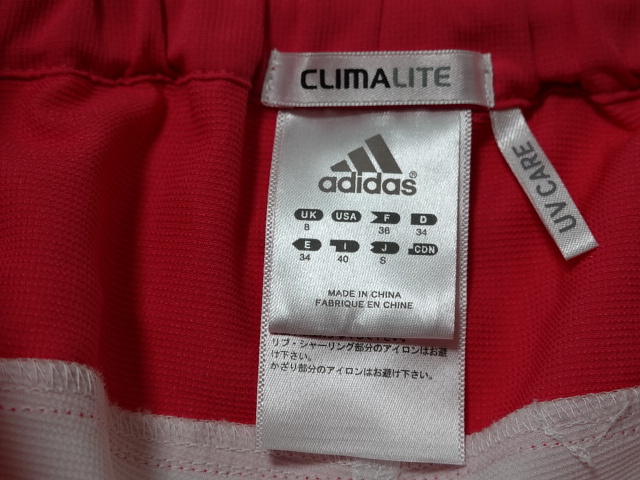 CLIMALITE
UV CARE
adidas®
UK USA F D
8 36 34
E I J CDN
34 40 S
MADE IN CHINA
FABRIQUE EN CHINE
リブ・シャーリング部分のアイロンはお避
け下さい。
かざり部分のアイロンはお避け下さい。